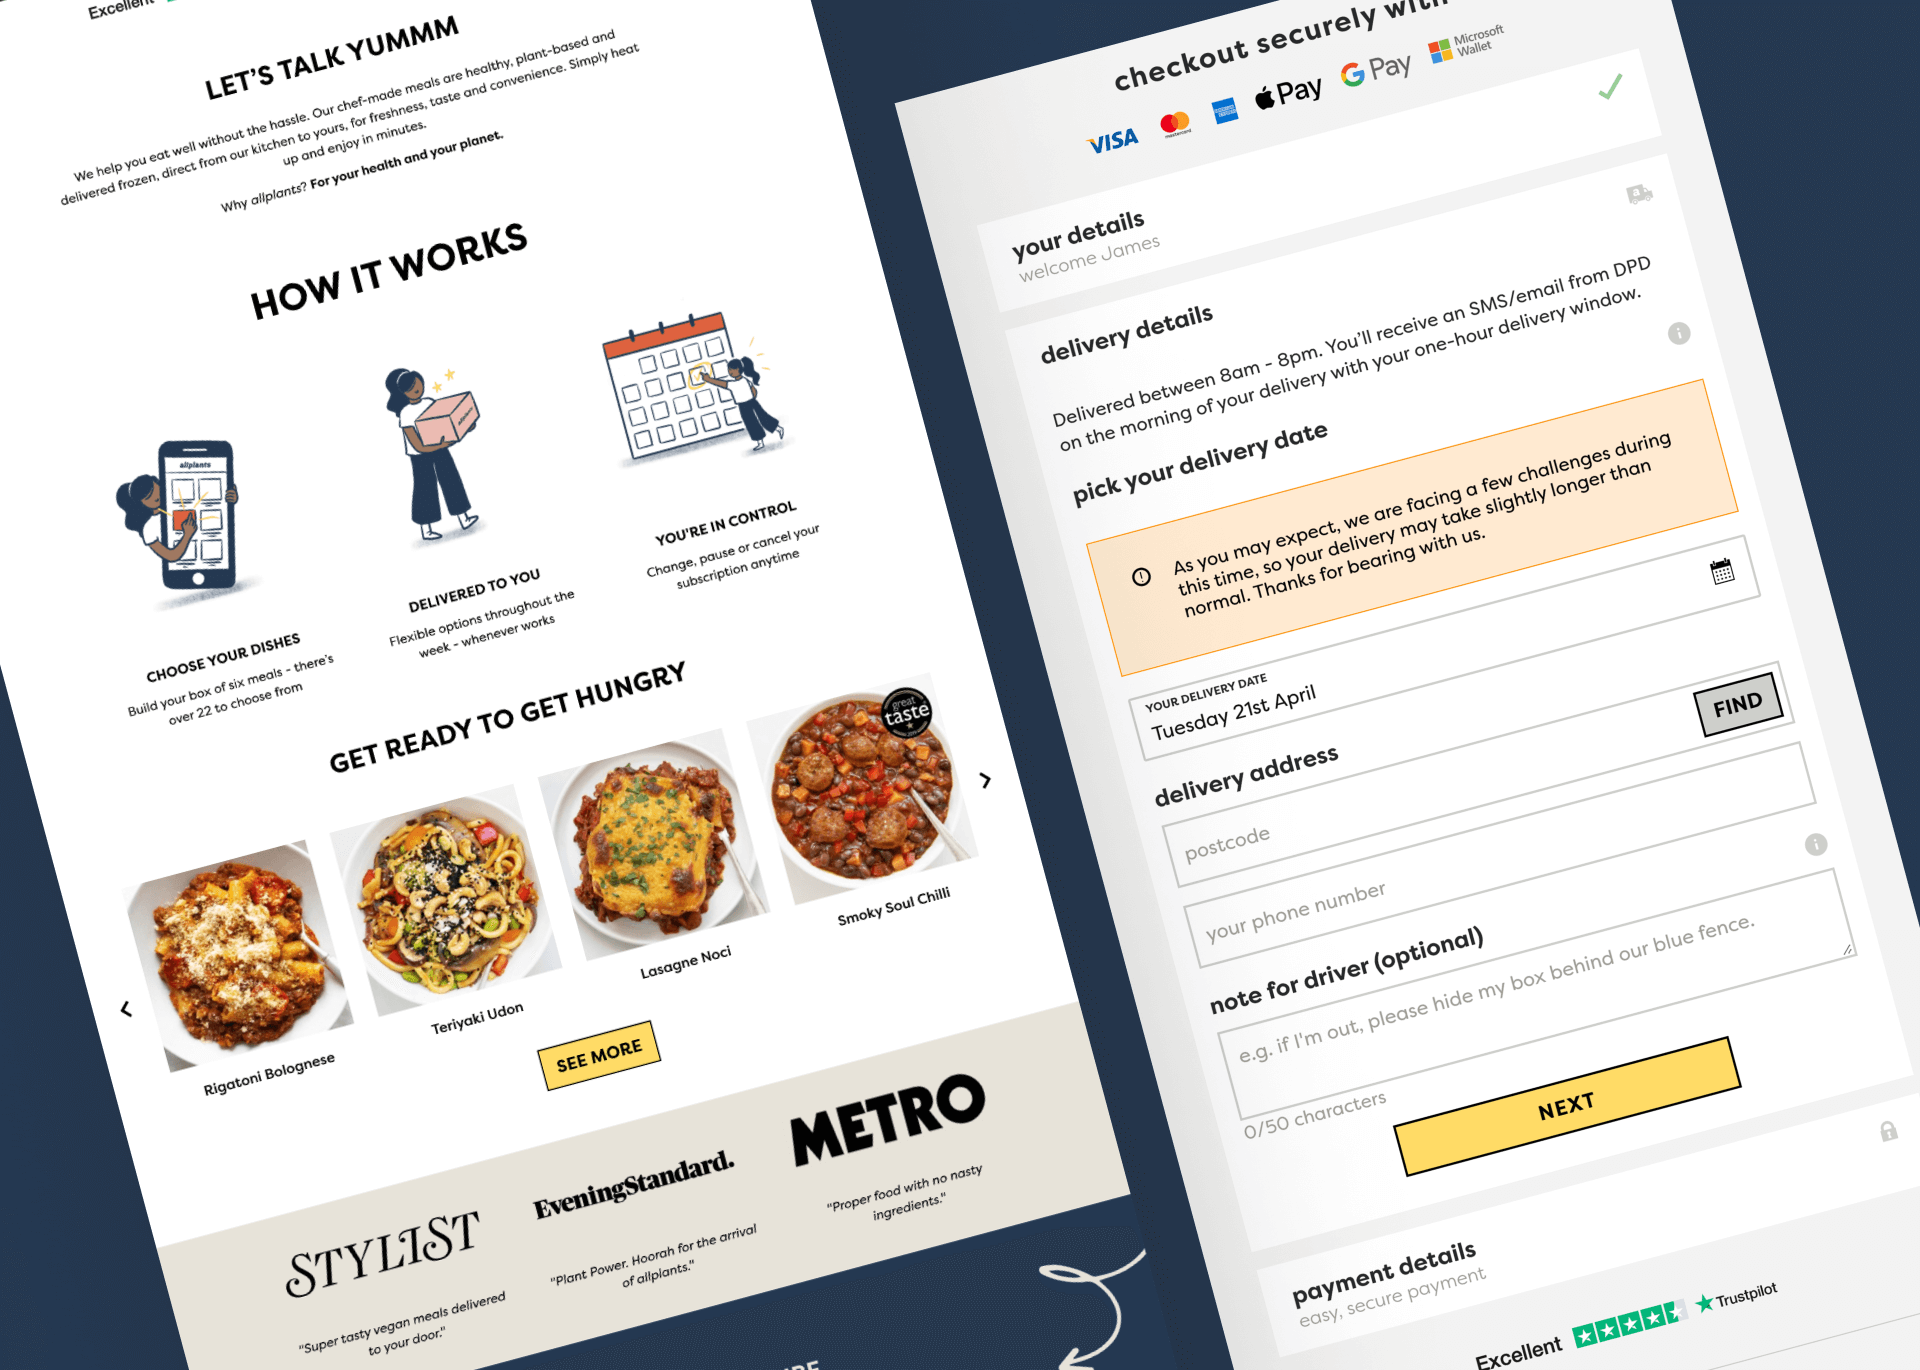 Excellent
LET'S TALK YUMMM
We help you eat well without the hassle. Our chef-made meals are healthy, plant-based and
delivered frozen, direct from our kitchen to yours, for freshness, taste and convenience. Simply heat
up and enjoy in minutes.
Why allplants? For your health and your planet.
HOW IT WORKS
allplants
CHOOSE YOUR DISHES
Build your box of six meals - there's
over 22 to choose from
DELIVERED TO YOU
Flexible options throughout the
week - whenever works
YOU'RE IN CONTROL
Change, pause or cancel your
subscription anytime
GET READY TO GET HUNGRY
great
taste
Rigatoni Bolognese
Teriyaki Udon
Lasagne Noci
Smoky Soul Chilli
SEE MORE
STYLIST
"Super tasty vegan meals delivered
to your door."
EveningStandard.
"Plant Power. Hoorah for the arrival
of allplants."
METRO
"Proper food with no nasty
ingredients."
checkout securely with
VISA
mastercard
Apple Pay
G Pay
Microsoft
Wallet
your details
welcome James
delivery details
Delivered between 8am - 8pm. You'll receive an SMS/email from DPD
on the morning of your delivery with your one-hour delivery window.
pick your delivery date
As you may expect, we are facing a few challenges during
this time, so your delivery may take slightly longer than
normal. Thanks for bearing with us.
YOUR DELIVERY DATE
Tuesday 21st April
delivery address
postcode
FIND
your phone number
note for driver (optional)
e.g. if I'm out, please hide my box behind our blue fence.
0/50 characters
NEXT
payment details
easy, secure payment
Excellent
Trustpilot